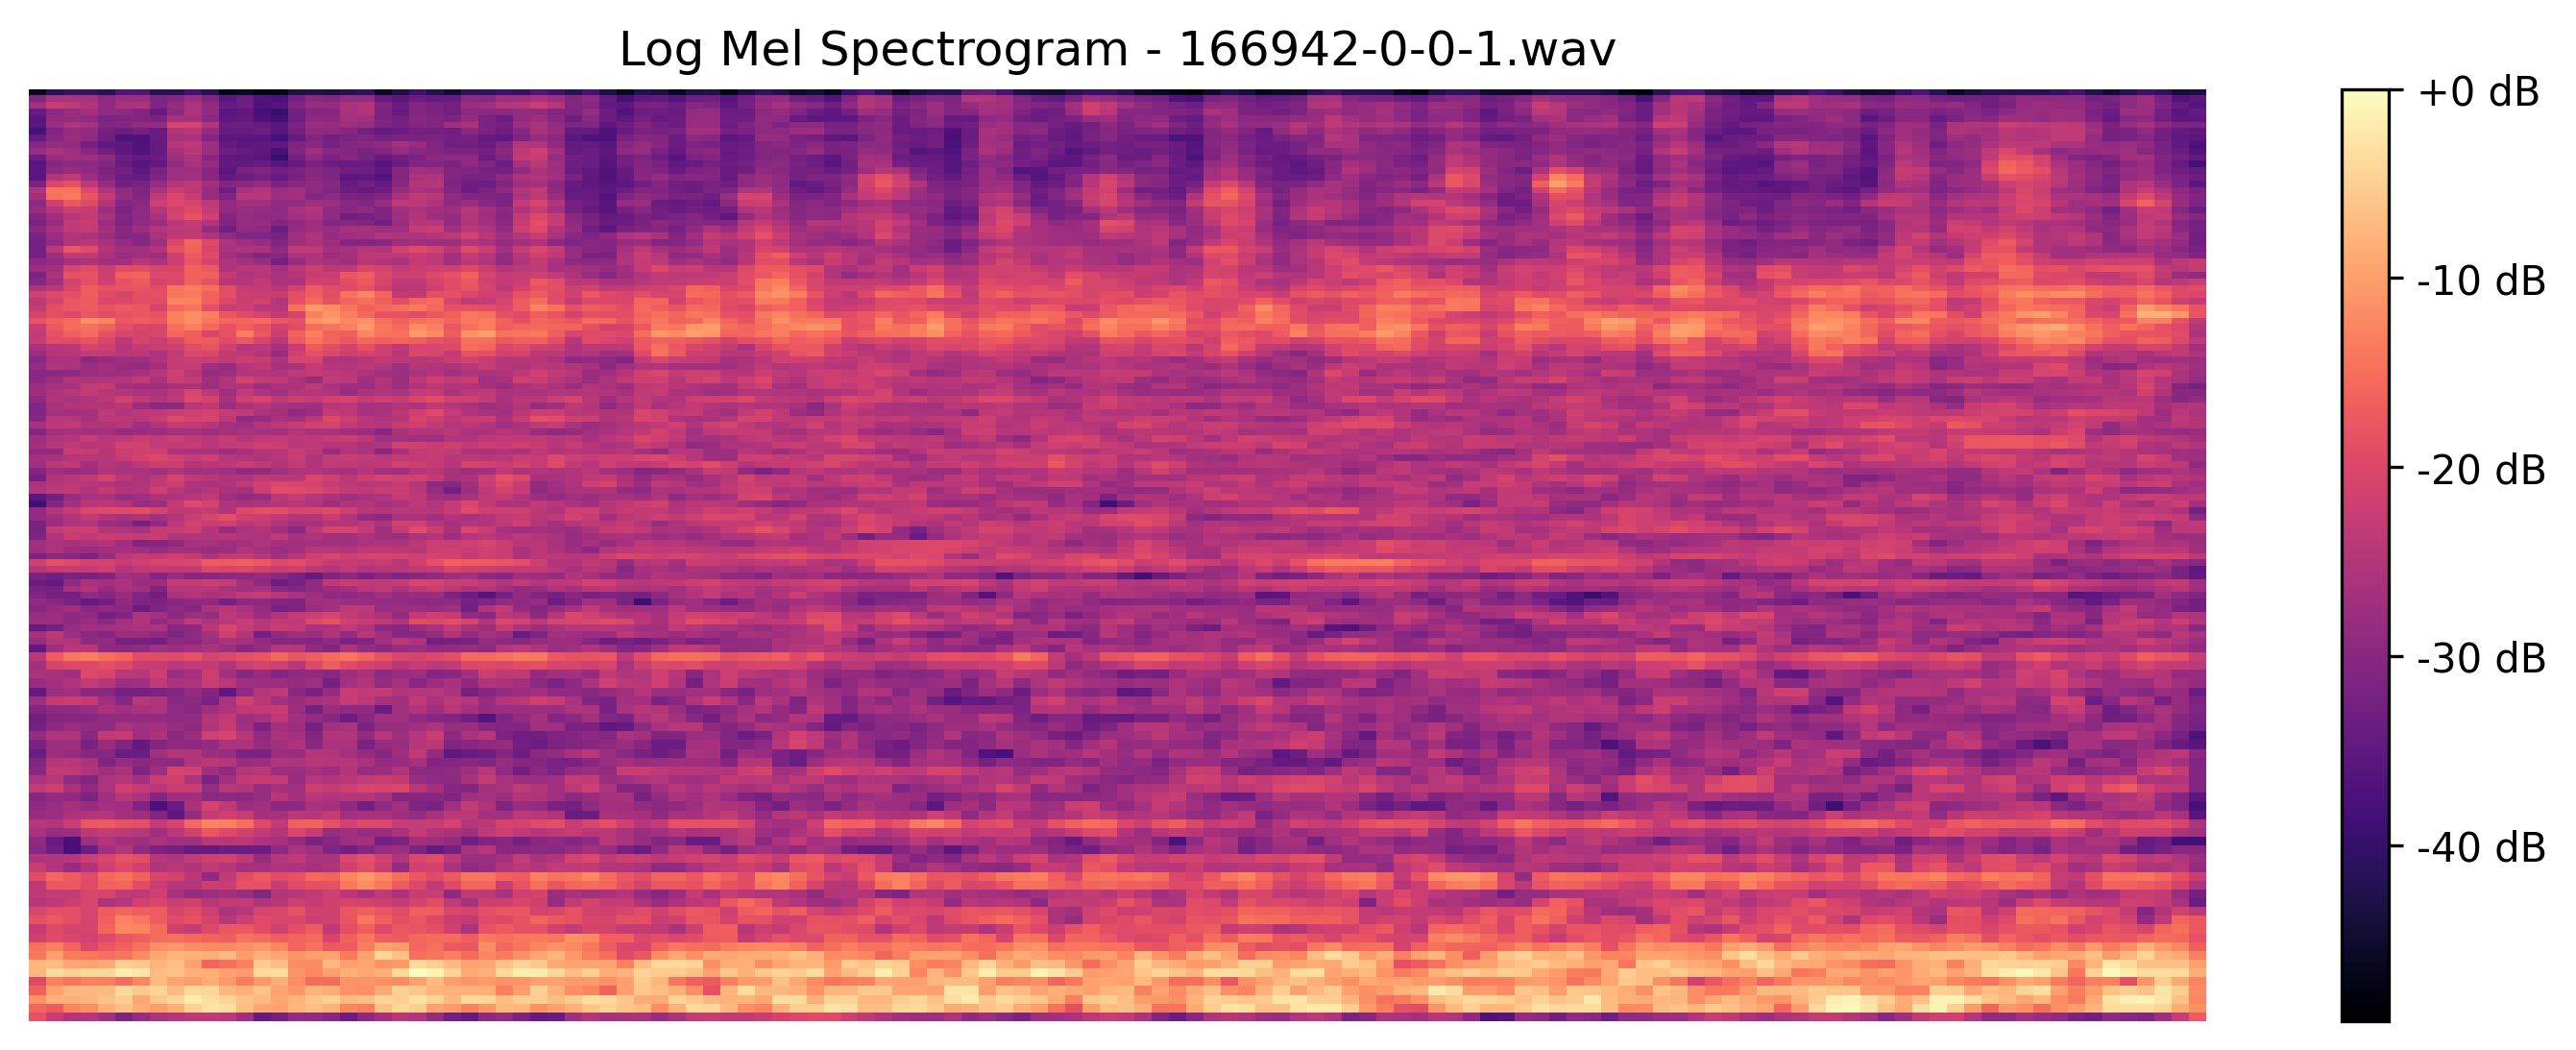 Log Mel Spectrogram - 166942-0-0-1.wav
+0 dB
-10 dB
-20 dB
-30 dB
-40 dB